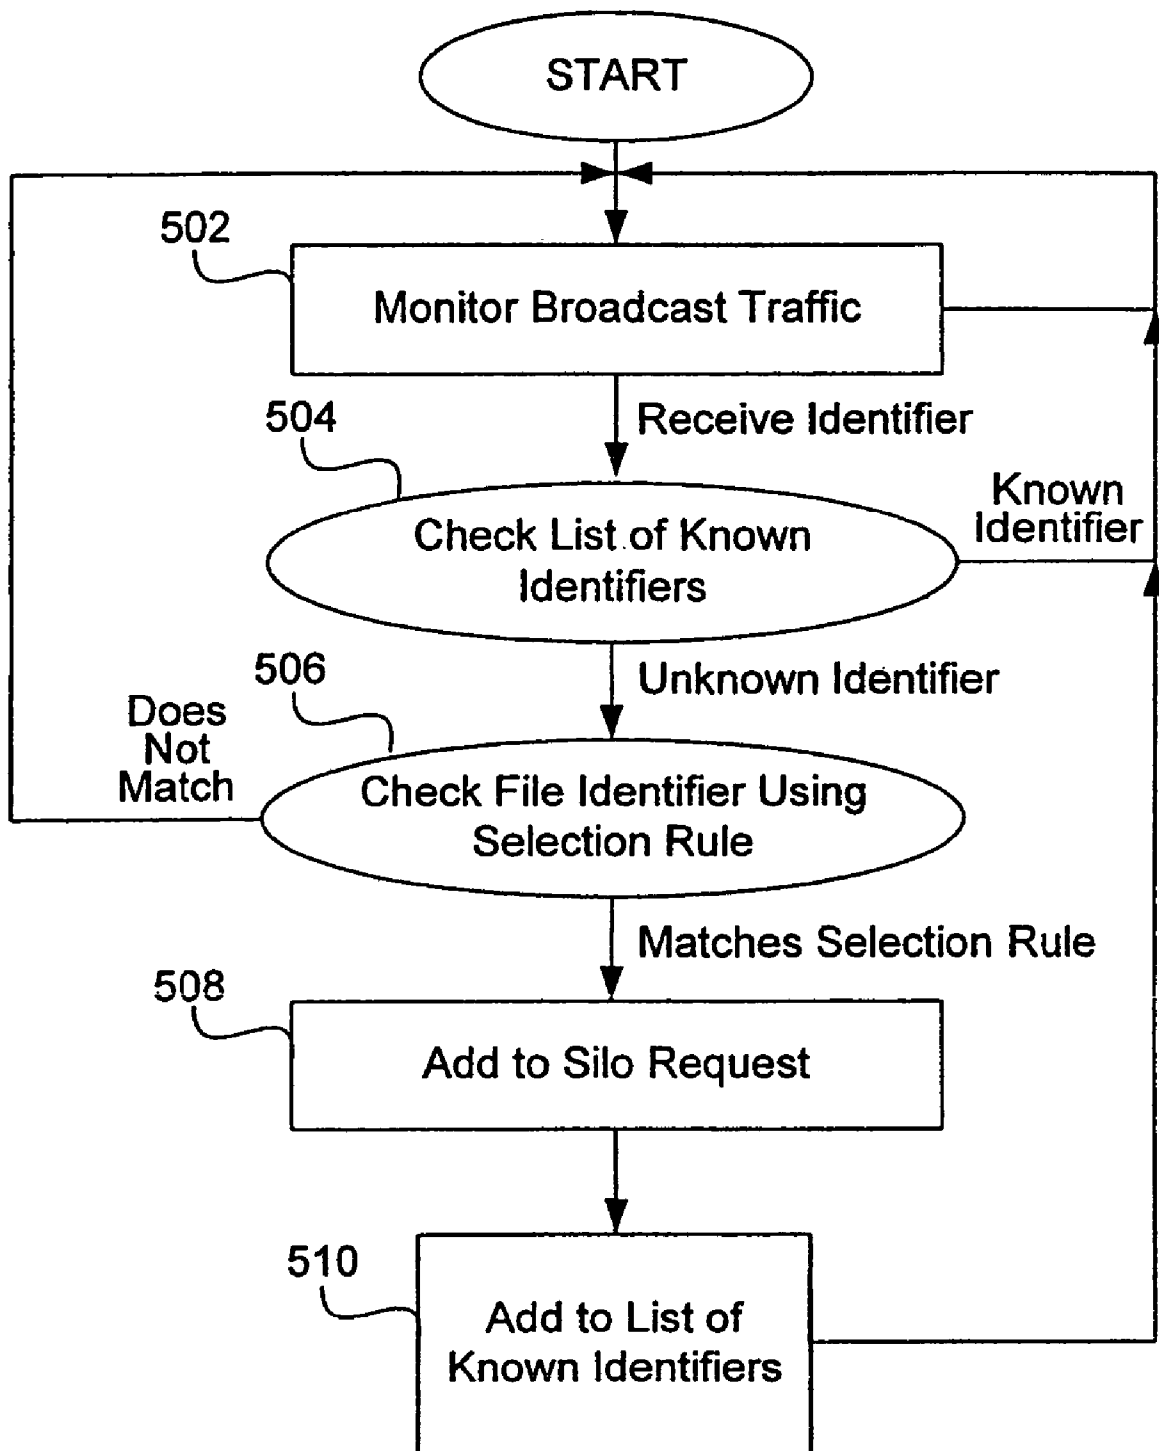 START
502
Monitor Broadcast Traffic
504
Receive Identifier
Check List of Known
Identifiers
Known
Identifier
506
Unknown Identifier
Does
Not
Match
Check File Identifier Using
Selection Rule
Matches Selection Rule
508
Add to Silo Request
510
Add to List of
Known Identifiers